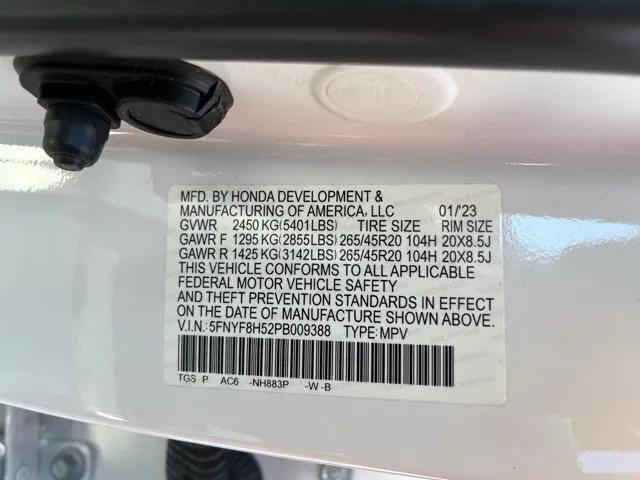 MFD. BY HONDA DEVELOPMENT &
MANUFACTURING OF AMERICA, LLC 01/'23
GVWR 2450 KG(5401LBS) TIRE SIZE RIM SIZE
GAWR F 1295 KG(2855LBS) 265/45R20 104H 20X8.5J
GAWR R 1425 KG(3142LBS) 265/45R20 104H 20X8.5J
THIS VEHICLE CONFORMS TO ALL APPLICABLE
FEDERAL MOTOR VEHICLE SAFETY
AND THEFT PREVENTION STANDARDS IN EFFECT
ON THE DATE OF MANUFACTURE SHOWN ABOVE.
V.I.N.: 5FNYF8H52PB009388 TYPE: MPV
TGS P AC6 -NH883P -W -B